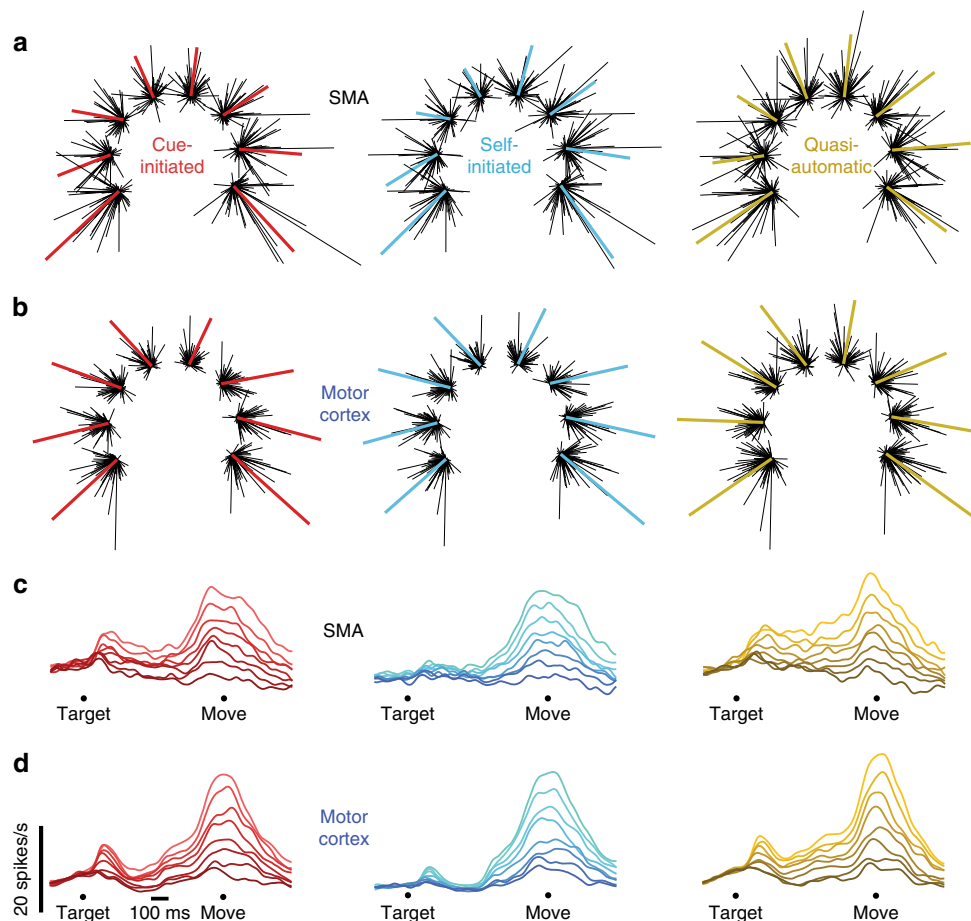 a
SMA
Cue-
initiated
Self-
initiated
Quasi-
automatic
b
Motor
cortex
c
SMA
Target Move
Target Move
Target Move
d
Motor
cortex
20 spikes/s
Target 100 ms Move
Target Move
Target Move